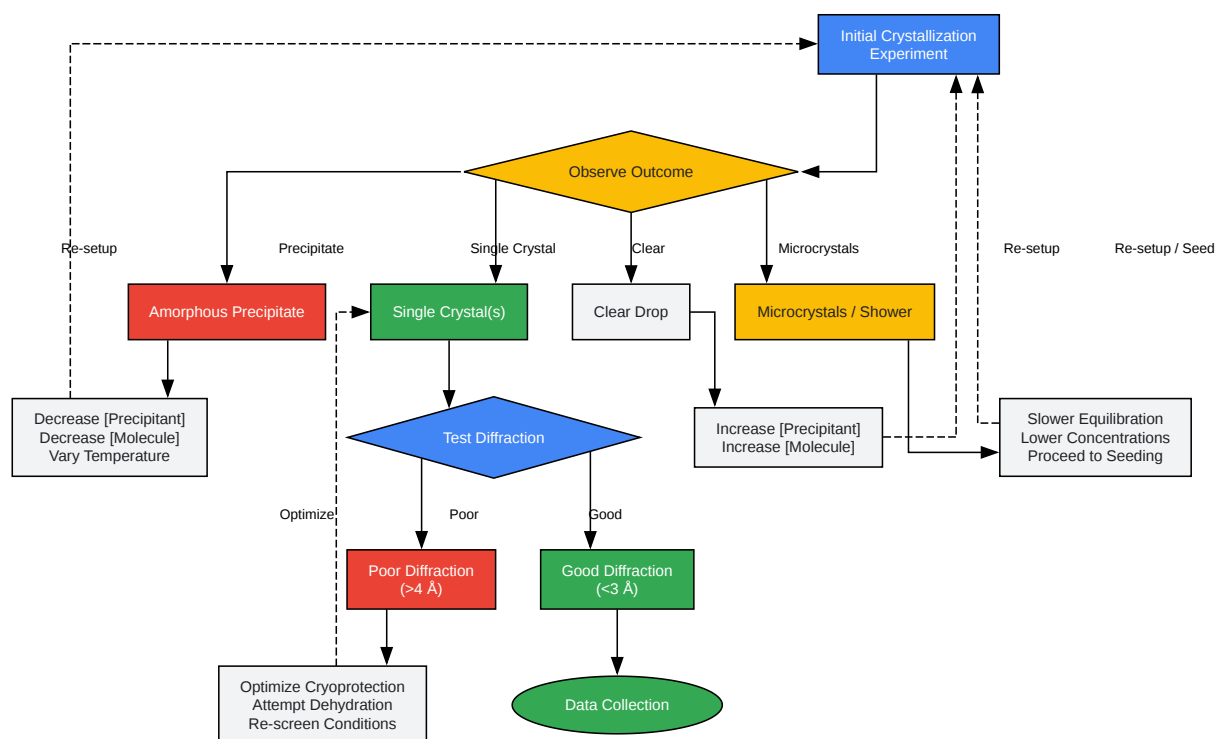 Initial Crystallization
Experiment
Observe Outcome
Re-setup
Precipitate
Single Crystal
Clear
Microcrystals
Re-setup
Re-setup / Seed
Amorphous Precipitate
Single Crystal(s)
Clear Drop
Microcrystals / Shower
Decrease [Precipitant]
Decrease [Molecule]
Vary Temperature
Test Diffraction
Increase [Precipitant]
Increase [Molecule]
Slower Equilibration
Lower Concentrations
Proceed to Seeding
Optimize
Poor
Good
Poor Diffraction
(>4 Å)
Good Diffraction
(<3 Å)
Optimize Cryoprotection
Attempt Dehydration
Re-screen Conditions
Data Collection